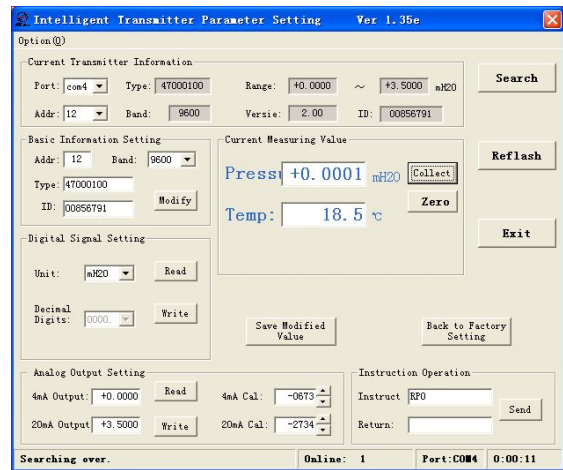 Intelligent Transmitter Parameter Setting Ver 1.35e
Option(O)
Current Transmitter Information
Port: com4 Type: 47000100 Range: +0.0000 ~ +3.5000 mH2O
Addr: 12 Band: 9600 Versie: 2.00 ID: 00856791
Search
Basic Information Setting
Addr: 12 Band: 9600
Type: 47000100
ID: 00856791
Modify
Current Measuring Value
Pressu +0.0001 mH2O Collect
Zero
Temp: 18.5 ℃
Reflash
Exit
Digital Signal Setting
Unit: mH2O Read
Decimal
Digits: 0000. Write
Save Modified
Value
Back to Factory
Setting
Analog Output Setting
4mA Output: +0.0000 Read 4mA Cal: -0673
20mA Output +3.5000 Write 20mA Cal: -2734
Instruction Operation
Instruct RP0
Return:
Send
Searching over. Online: 1 Port:COM4 0:00:11